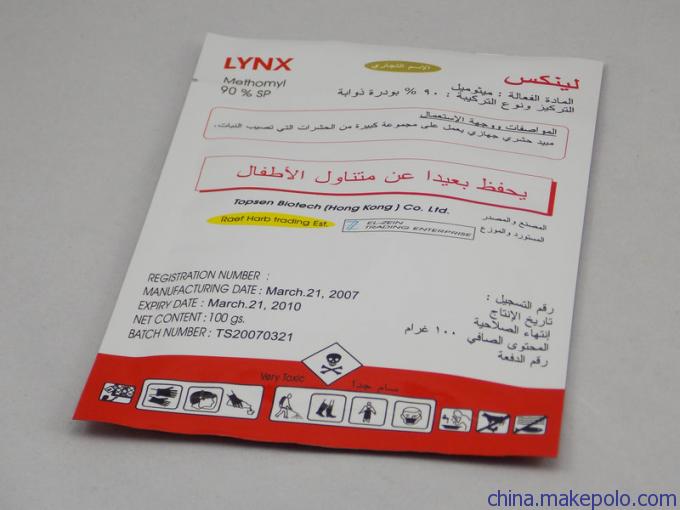 LYNX
Methomyl
90 % SP
الاسم التجاري
لينكس
المادة الفعالة : ميثوميل
التركيز ونوع التركيبة : ٩٠ % بودرة ذوابة
المواصفات ووجهة الإستعمال
مبيد حشري جهازي يعمل على مجموعة كبيرة من الحشرات التي تصيب النبات.
يحفظ بعيدا عن متناول الأطفال
Topsen Biotech (Hong Kong ) Co. Ltd.
المصنع والمصدر
Raef Harb trading Est.
EL-ZEIN
TRADING ENTERPRISE
المستورد والموزع
REGISTRATION NUMBER :
MANUFACTURING DATE : March.21, 2007
EXPIRY DATE : March.21, 2010
NET CONTENT : 100 gs.
BATCH NUMBER : TS20070321
رقم التسجيل :
تاريخ الإنتاج
إنتهاء الصلاحية
المحتوى الصافي ١٠٠ غرام
رقم الدفعة
Very Toxic
سام جدا
china.makepolo.com